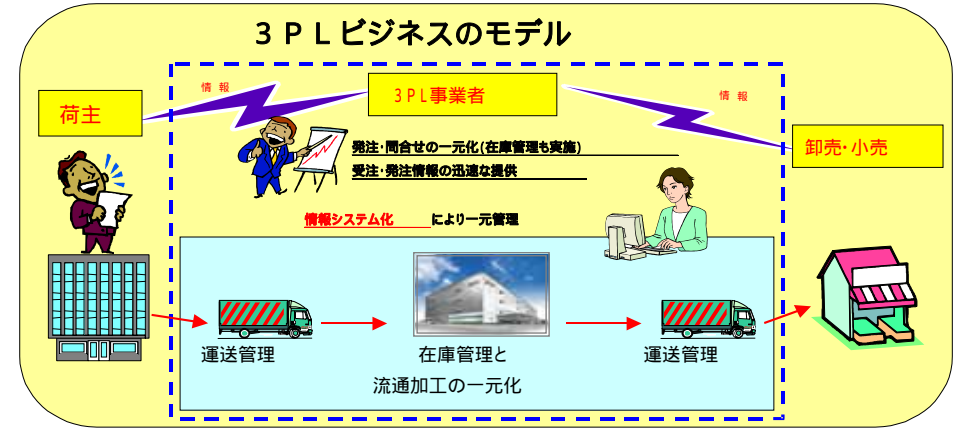 ３ＰＬビジネスのモデル
情 報
3PL事業者
情 報
荷主
卸売・小売
発注・問合せの一元化(在庫管理も実施)
受注・発注情報の迅速な提供
情報システム化 により一元管理
運送管理
在庫管理と
流通加工の一元化
運送管理